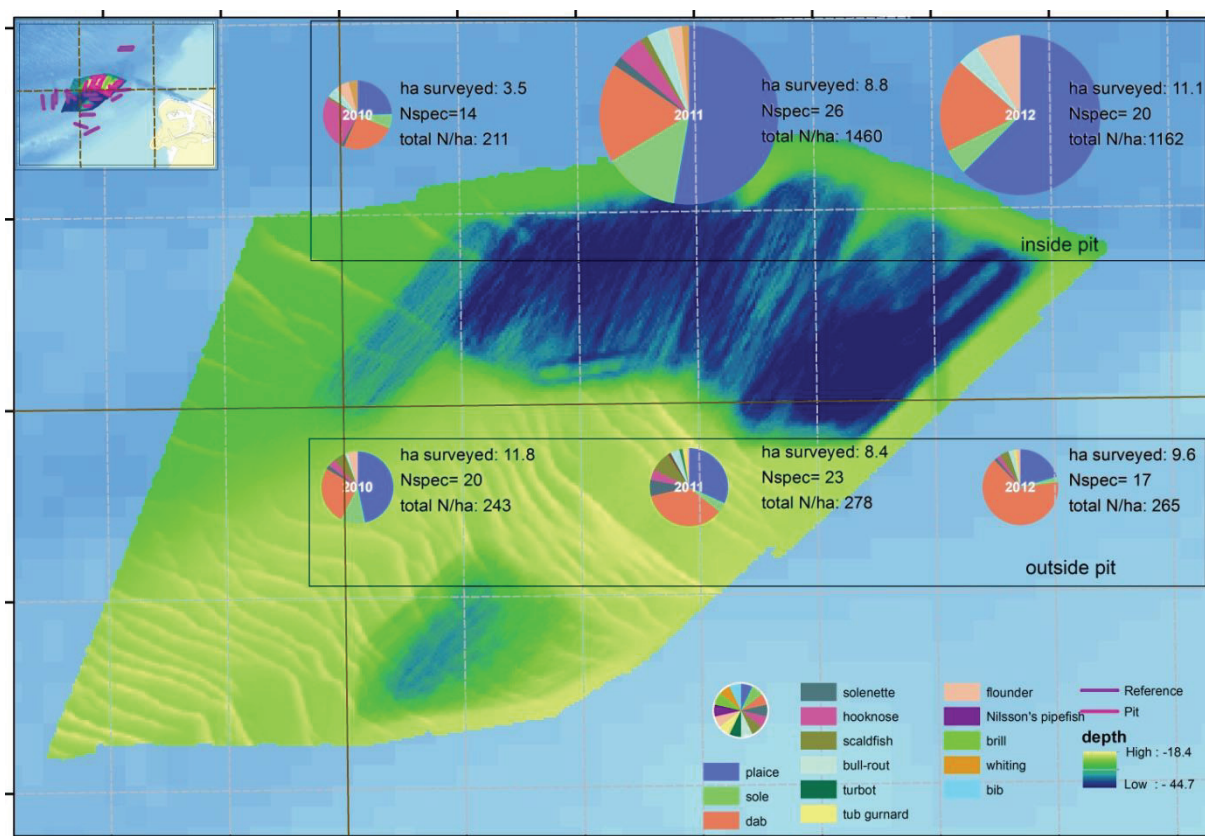 2010
ha surveyed: 3.5
Nspec=14
total N/ha: 211
2011
ha surveyed: 8.8
Nspec= 26
total N/ha: 1460
2012
ha surveyed: 11.1
Nspec= 20
total N/ha:1162
inside pit
2010
ha surveyed: 11.8
Nspec= 20
total N/ha: 243
2011
ha surveyed: 8.4
Nspec= 23
total N/ha: 278
2012
ha surveyed: 9.6
Nspec= 17
total N/ha: 265
outside pit
plaice
sole
dab
solenette
hooknose
scaldfish
bull-rout
turbot
tub gurnard
flounder
Nilsson's pipefish
brill
whiting
bib
Reference
Pit
depth
High : -18.4
Low : - 44.7